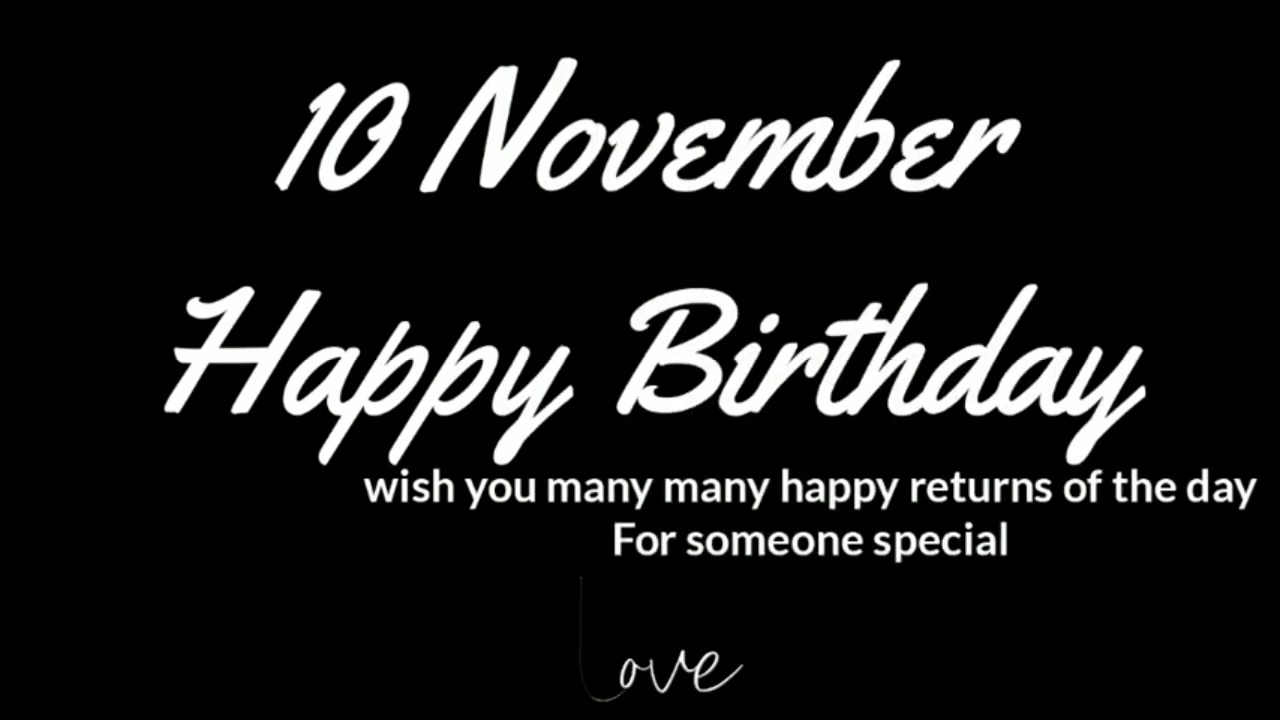 10 November
Happy Birthday
wish you many many happy returns of the day
For someone special
Love